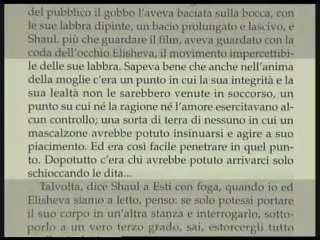 del pubblico il gobbo l'aveva baciata sulla bocca, con
le sue labbra dipinte, un bacio prolungato e lascivo, e
Shaul, più che guardare il film, aveva guardato con la
coda dell'occhio Elisheva, il movimento impercettibi-
le delle sue labbra. Sapeva bene che anche nell'anima
della moglie c'era un punto in cui la sua integrità e la
sua lealtà non le sarebbero venute in soccorso, un
punto su cui né la ragione né l'amore esercitavano al-
cun controllo; una sorta di terra di nessuno in cui un
mascalzone avrebbe potuto insinuarsi e agire a suo
piacimento. Ed era così facile penetrare in quel pun-
to. Dopotutto c'era chi avrebbe potuto arrivarci solo
schioccando le dita...
Talvolta, dice Shaul a Esti con foga, quando io ed
Elisheva siamo a letto, penso: se solo potessi portare
il suo corpo in un'altra stanza e interrogarlo, sotto-
porlo a un vero terzo grado, sai, estorcergli tutto